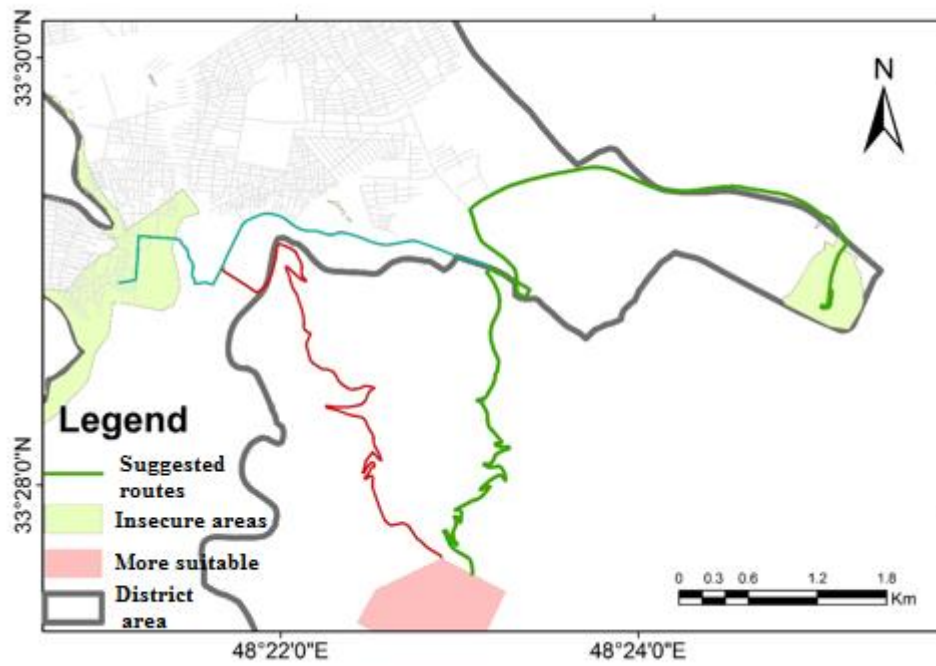 33°30'0"N
N
Legend
Suggested
routes
Insecure areas
More suitable
District
area
33°28'0"N
0 0.3 0.6 1.2 1.8
Km
48°22'0"E 48°24'0"E